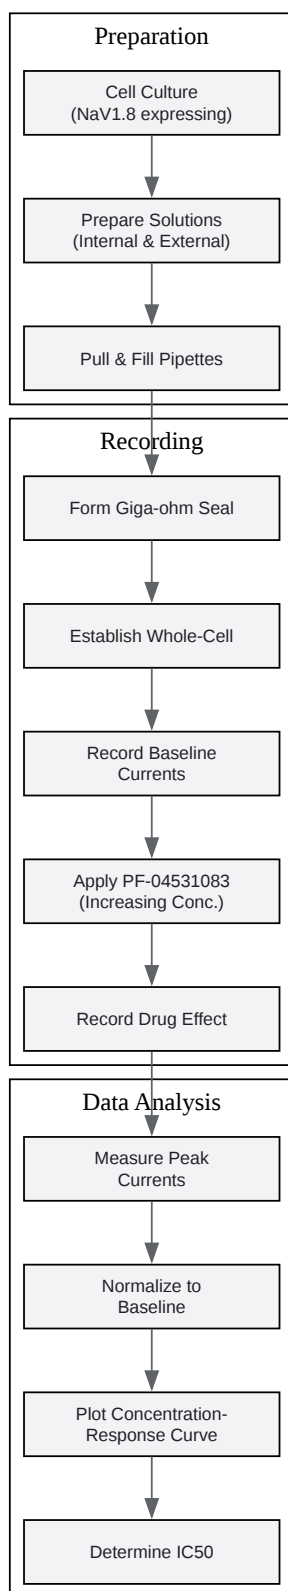 Preparation
Cell Culture
(NaV1.8 expressing)
Prepare Solutions
(Internal & External)
Pull & Fill Pipettes
Recording
Form Giga-ohm Seal
Establish Whole-Cell
Record Baseline
Currents
Apply PF-04531083
(Increasing Conc.)
Record Drug Effect
Data Analysis
Measure Peak
Currents
Normalize to
Baseline
Plot Concentration-
Response Curve
Determine IC50